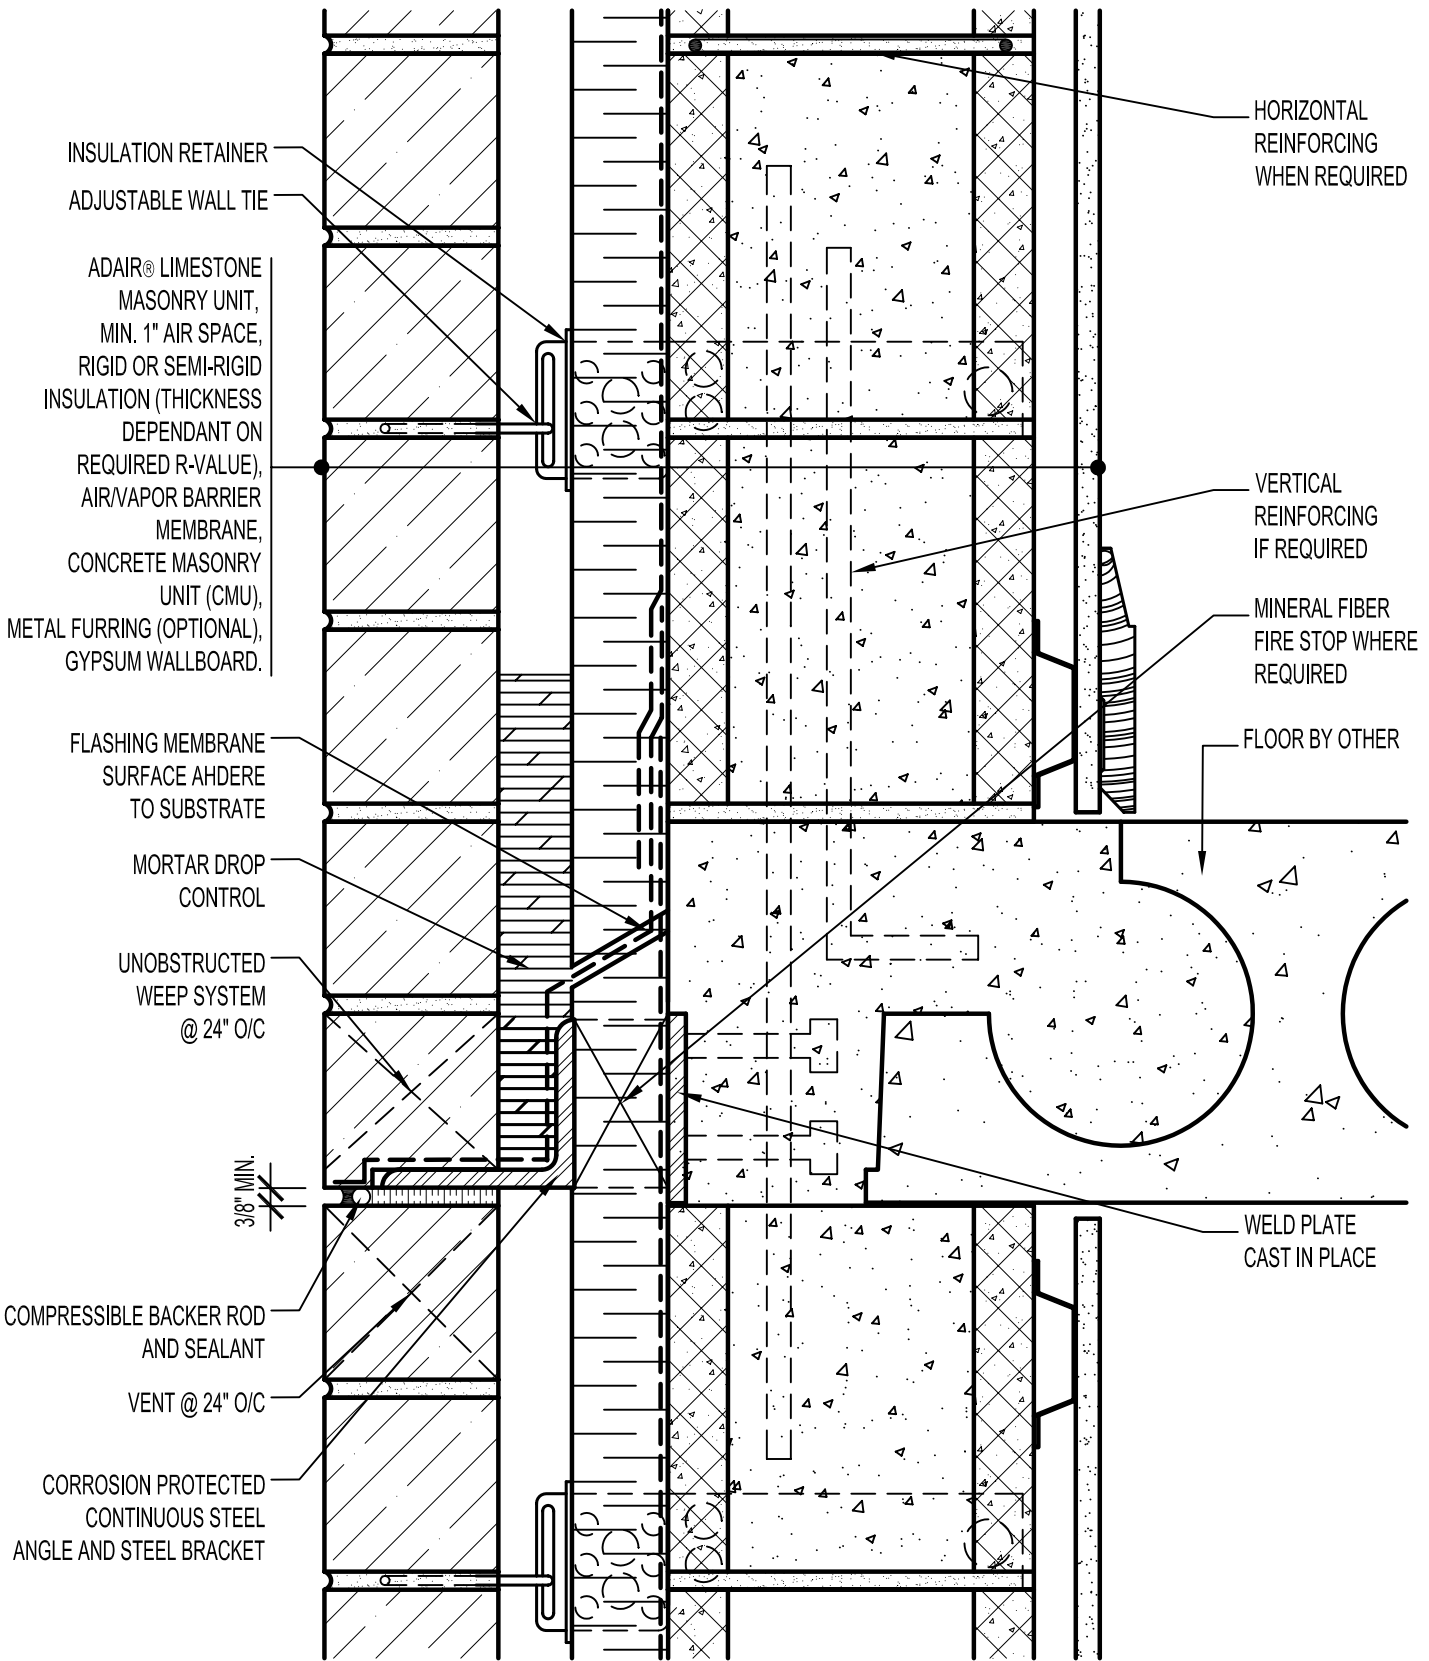 INSULATION RETAINER
ADJUSTABLE WALL TIE
ADAIR® LIMESTONE
MASONRY UNIT,
MIN. 1" AIR SPACE,
RIGID OR SEMI-RIGID
INSULATION (THICKNESS
DEPENDANT ON
REQUIRED R-VALUE),
AIR/VAPOR BARRIER
MEMBRANE,
CONCRETE MASONRY
UNIT (CMU),
METAL FURRING (OPTIONAL),
GYPSUM WALLBOARD.
FLASHING MEMBRANE
SURFACE AHDERE
TO SUBSTRATE
MORTAR DROP
CONTROL
UNOBSTRUCTED
WEEP SYSTEM
@ 24" O/C
3/8" MIN.
COMPRESSIBLE BACKER ROD
AND SEALANT
VENT @ 24" O/C
CORROSION PROTECTED
CONTINUOUS STEEL
ANGLE AND STEEL BRACKET
HORIZONTAL
REINFORCING
WHEN REQUIRED
VERTICAL
REINFORCING
IF REQUIRED
MINERAL FIBER
FIRE STOP WHERE
REQUIRED
FLOOR BY OTHER
WELD PLATE
CAST IN PLACE